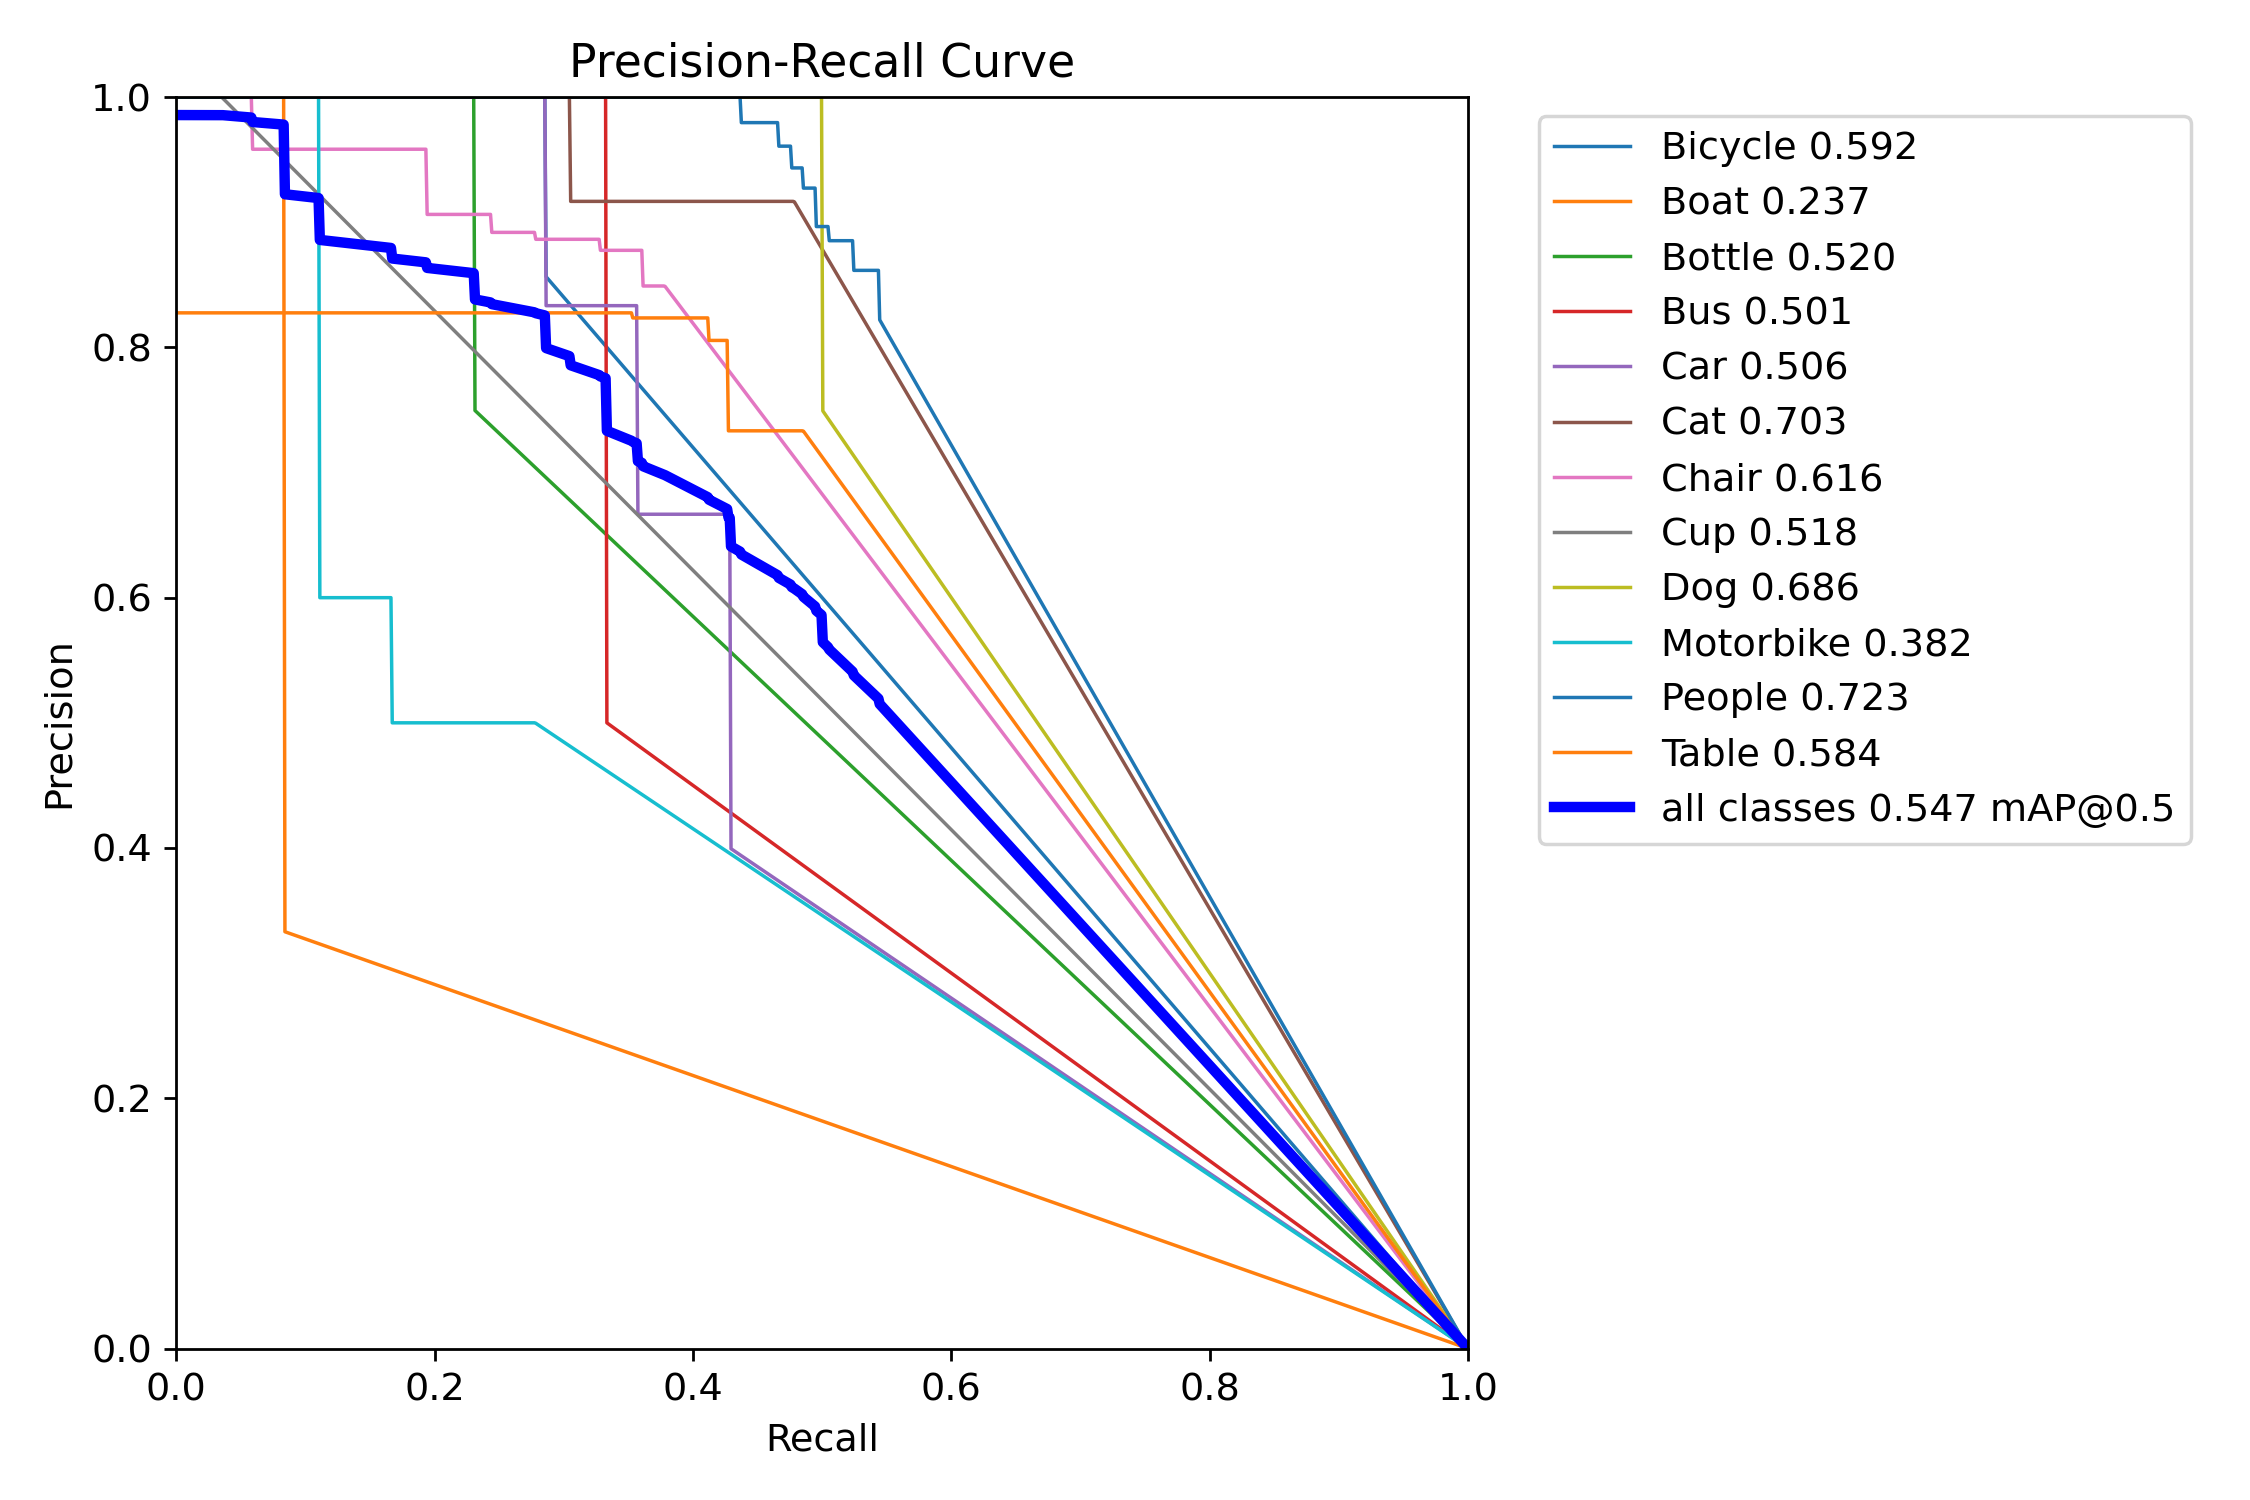 Precision-Recall Curve
1.0
0.8
0.6
0.4
0.2
0.0
Precision
0.0 0.2 0.4 0.6 0.8 1.0
Recall
Bicycle 0.592
Boat 0.237
Bottle 0.520
Bus 0.501
Car 0.506
Cat 0.703
Chair 0.616
Cup 0.518
Dog 0.686
Motorbike 0.382
People 0.723
Table 0.584
all classes 0.547 mAP@0.5